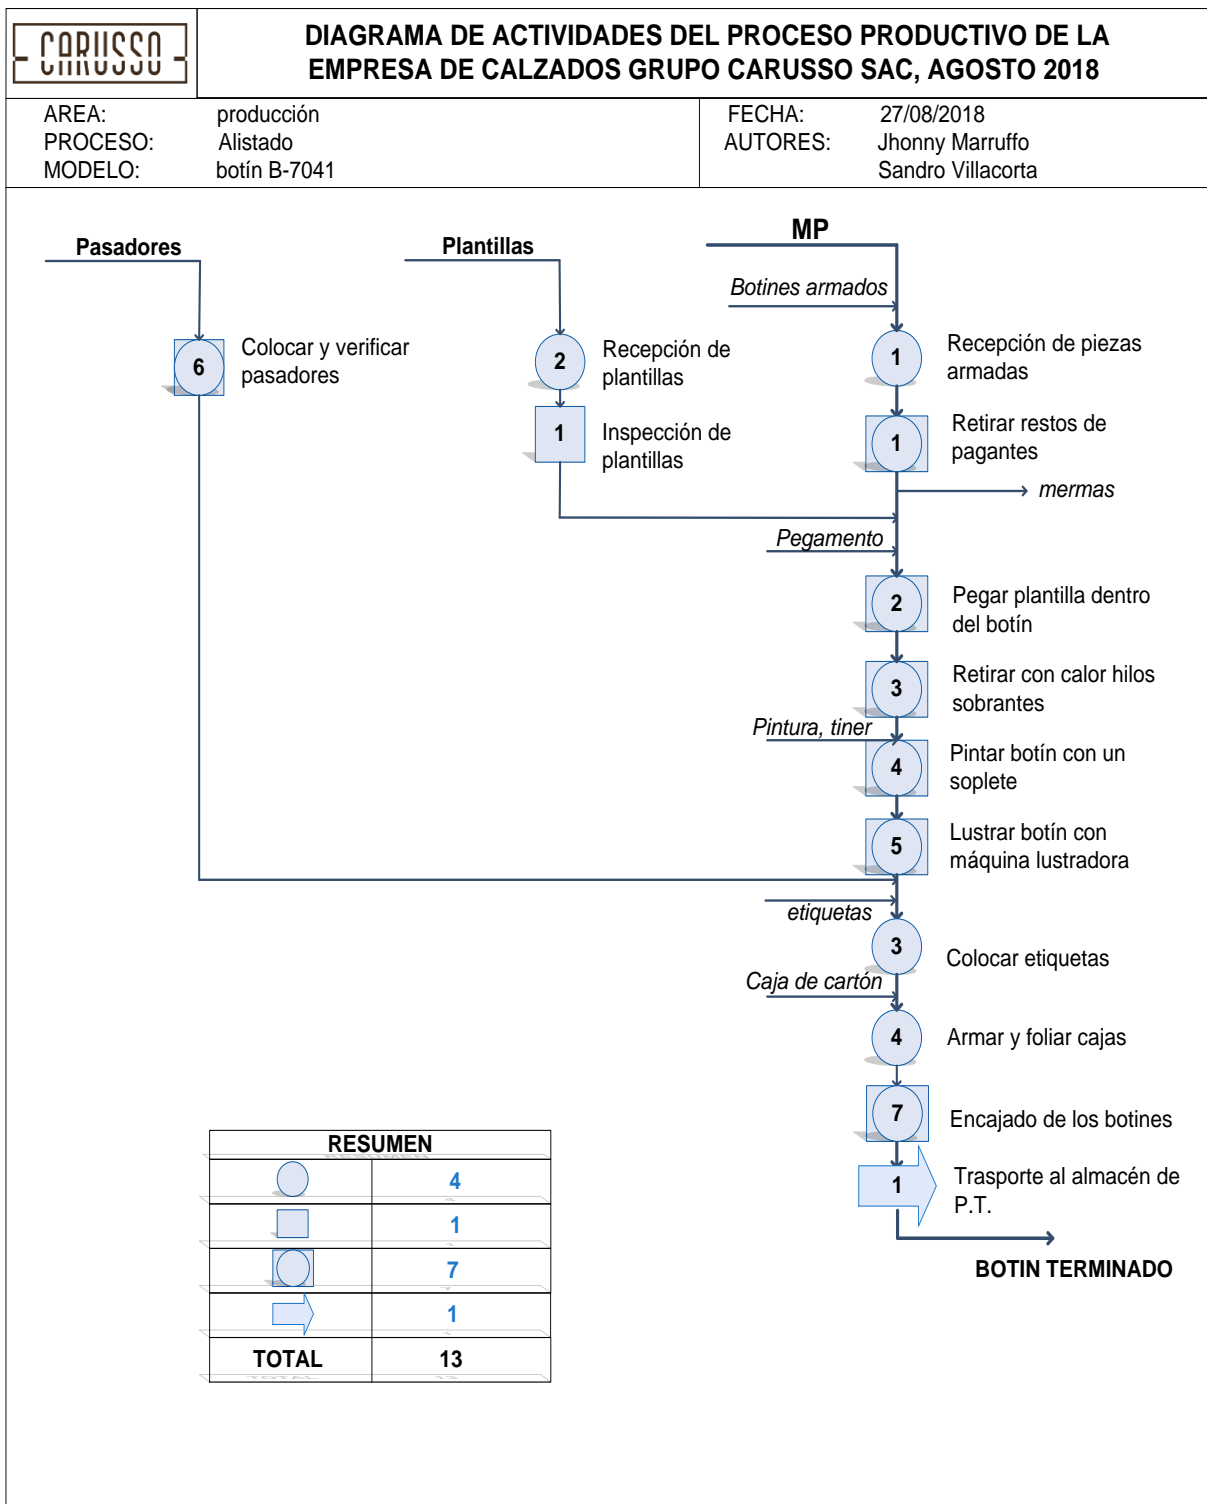 CARUSSO
DIAGRAMA DE ACTIVIDADES DEL PROCESO PRODUCTIVO DE LA
EMPRESA DE CALZADOS GRUPO CARUSSO SAC, AGOSTO 2018
AREA: producción
PROCESO: Alistado
MODELO: botín B-7041
FECHA: 27/08/2018
AUTORES: Jhonny Marruffo
Sandro Villacorta
Pasadores
Plantillas
MP
Botines armados
6
Colocar y verificar
pasadores
2
Recepción de
plantillas
1
Recepción de piezas
armadas
1
Inspección de
plantillas
1
Retirar restos de
pagantes
mermas
Pegamento
2
Pegar plantilla dentro
del botín
3
Retirar con calor hilos
sobrantes
Pintura, tiner
4
Pintar botín con un
soplete
5
Lustrar botín con
máquina lustradora
etiquetas
3
Colocar etiquetas
Caja de cartón
4
Armar y foliar cajas
7
Encajado de los botines
1
Trasporte al almacén de
P.T.
BOTIN TERMINADO
RESUMEN
4
1
7
1
TOTAL 13